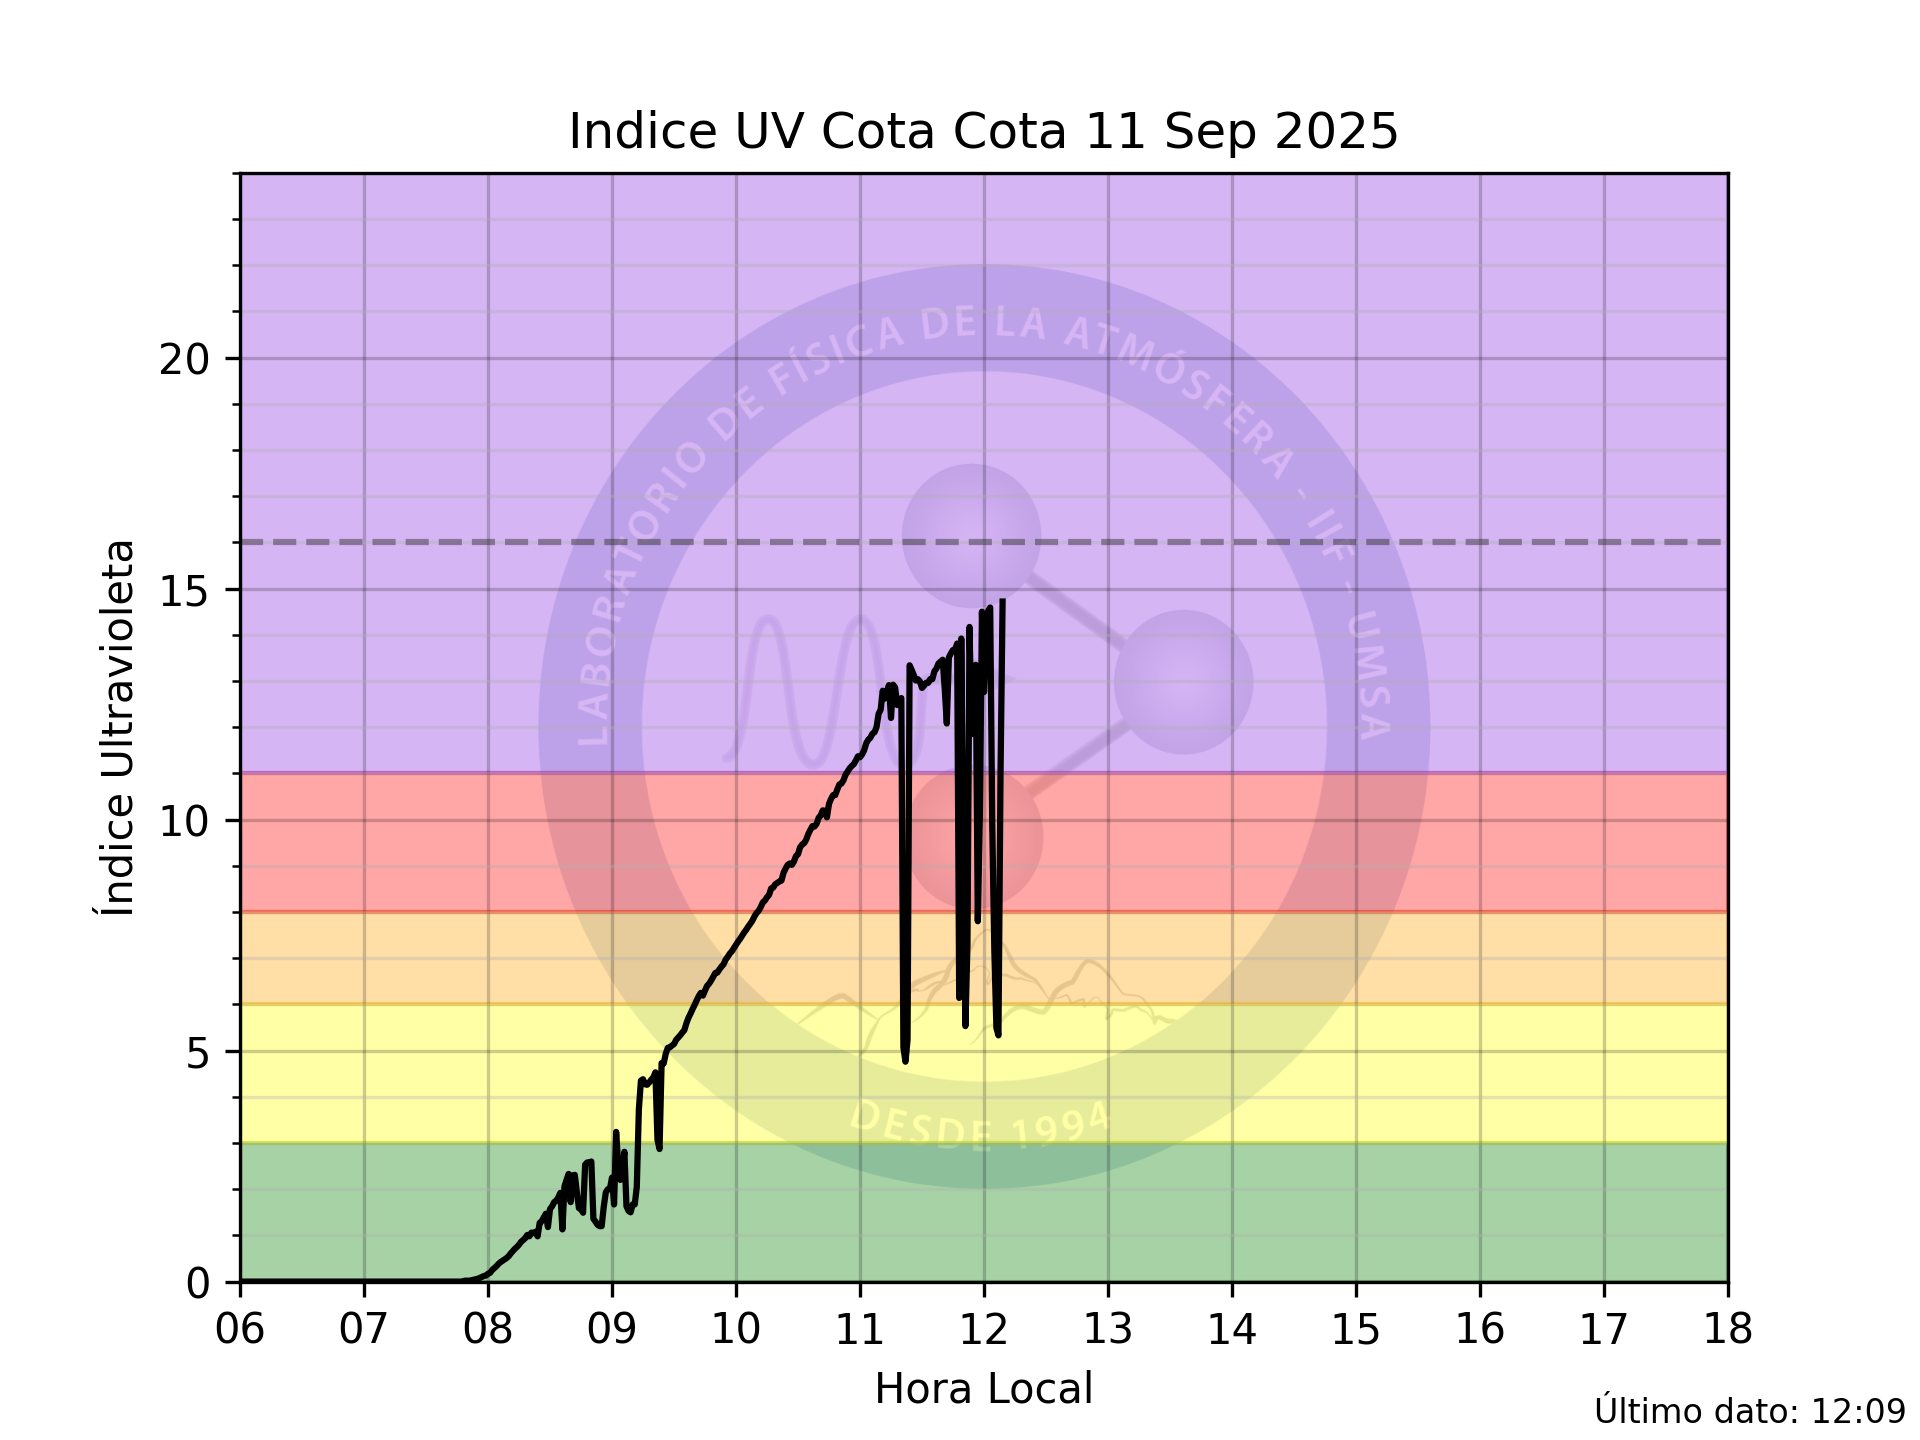 Indice UV Cota Cota 11 Sep 2025
Índice Ultravioleta
20
15
10
5
0
LABORATORIO DE FÍSICA DE LA ATMÓSFERA - IIF - UMSA
DESDE 1994
06 07 08 09 10 11 12 13 14 15 16 17 18
Hora Local
Último dato: 12:09